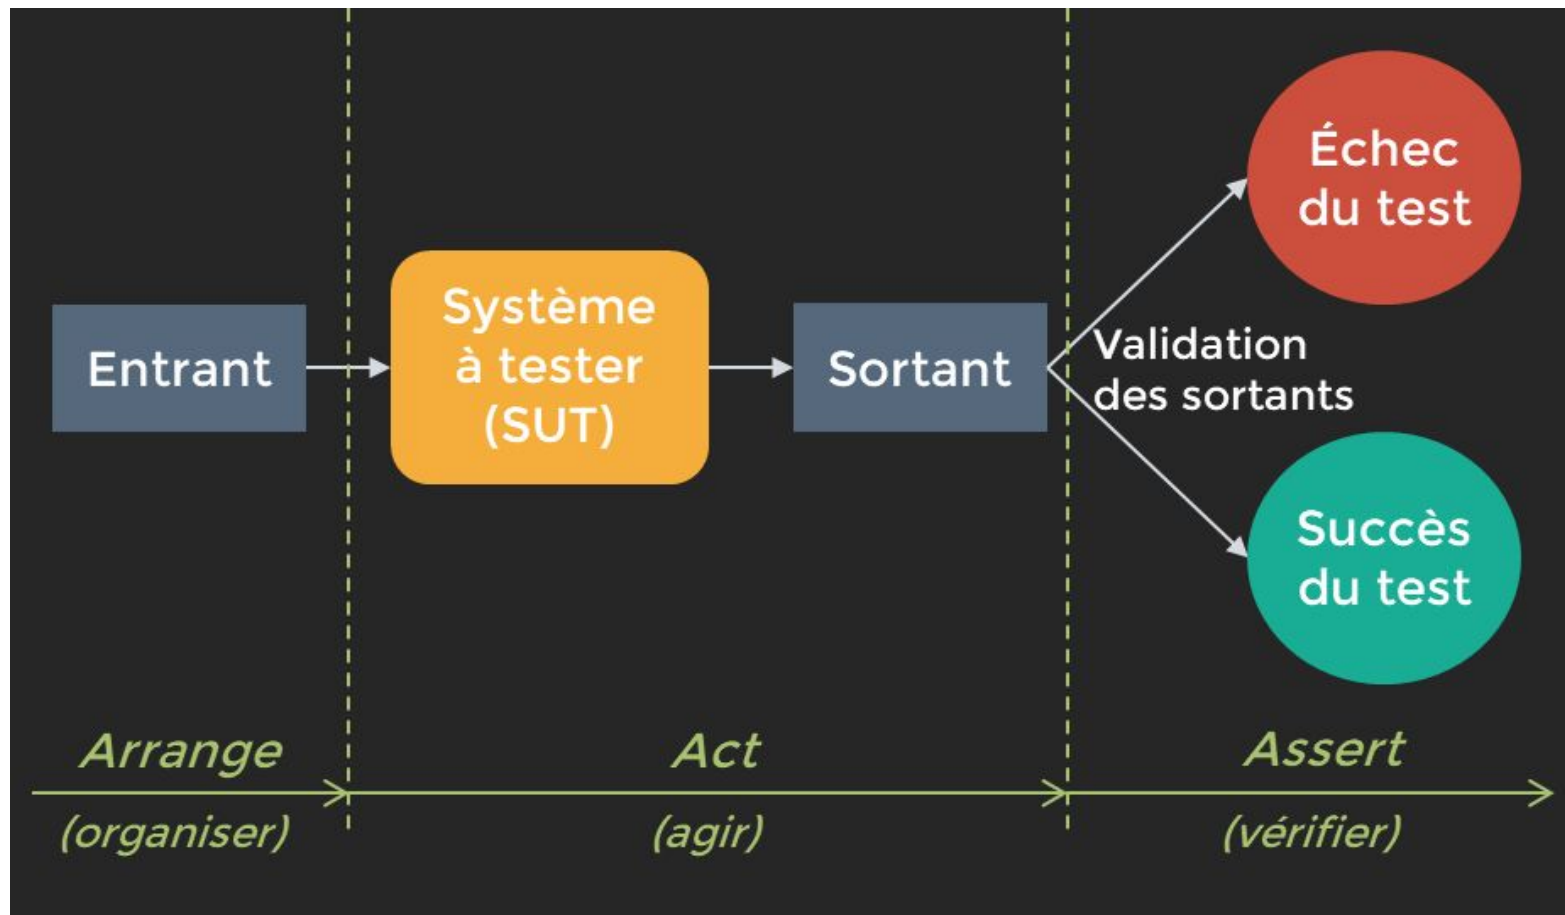 Échec
du test
Système
à tester
(SUT)
Entrant
Sortant
Validation
des sortants
Succès
du test
Arrange
Act
Assert
(organiser)
(agir)
(vérifier)